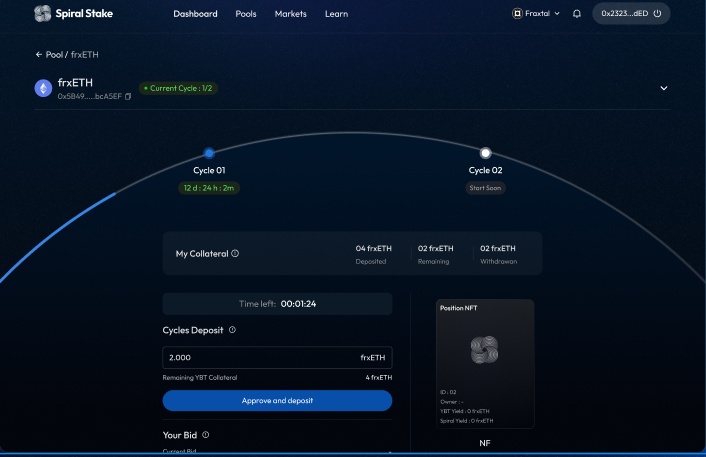 Spiral Stake
Dashboard Pools Markets Learn
Fraxtal
0x2323...dED
← Pool / frxETH
frxETH
0x5B49.....bcA5EF
• Current Cycle : 1/2
Cycle 01
12 d : 24 h : 2m
Cycle 02
Start Soon
My Collateral
04 frxETH 02 frxETH 02 frxETH
Deposited Remaining Withdrawan
Time left: 00:01:24
Cycles Deposit
2.000 frxETH
Remaining YBT Collateral 4 frxETH
Approve and deposit
Your Bid
Current Bid
Position NFT
ID : 02
Owner : -
YBT Yield : 0 frxETH
Spiral Yield : 0 frxETH
NF